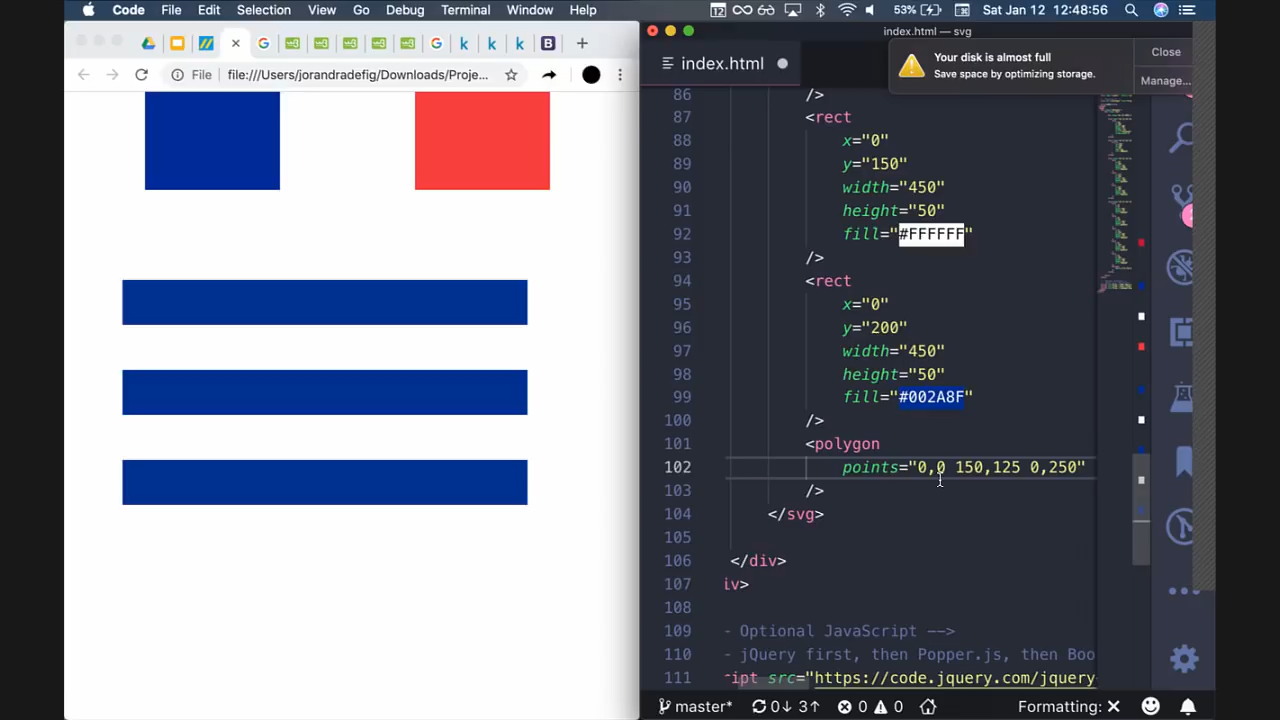 Code File Edit Selection View Go Debug Terminal Window Help
12 53% Sat Jan 12 12:48:56
index.html — svg
File file:///Users/jorandradefig/Downloads/Proje...
index.html
Your disk is almost full
Save space by optimizing storage.
Close
Manage...
86 />
87 <rect
88 x="0"
89 y="150"
90 width="450"
91 height="50"
92 fill="#FFFFFF"
93 />
94 <rect
95 x="0"
96 y="200"
97 width="450"
98 height="50"
99 fill="#002A8F"
100 />
101 <polygon
102 points="0,0 150,125 0,250"
103 />
104 </svg>
105
106 </div>
107 iv>
108
109 - Optional JavaScript -->
110 - jQuery first, then Popper.js, then Boo
111 ipt src="https://code.jquery.com/jquery-
master* 0↓ 3↑ 0 0 Formatting: ✕